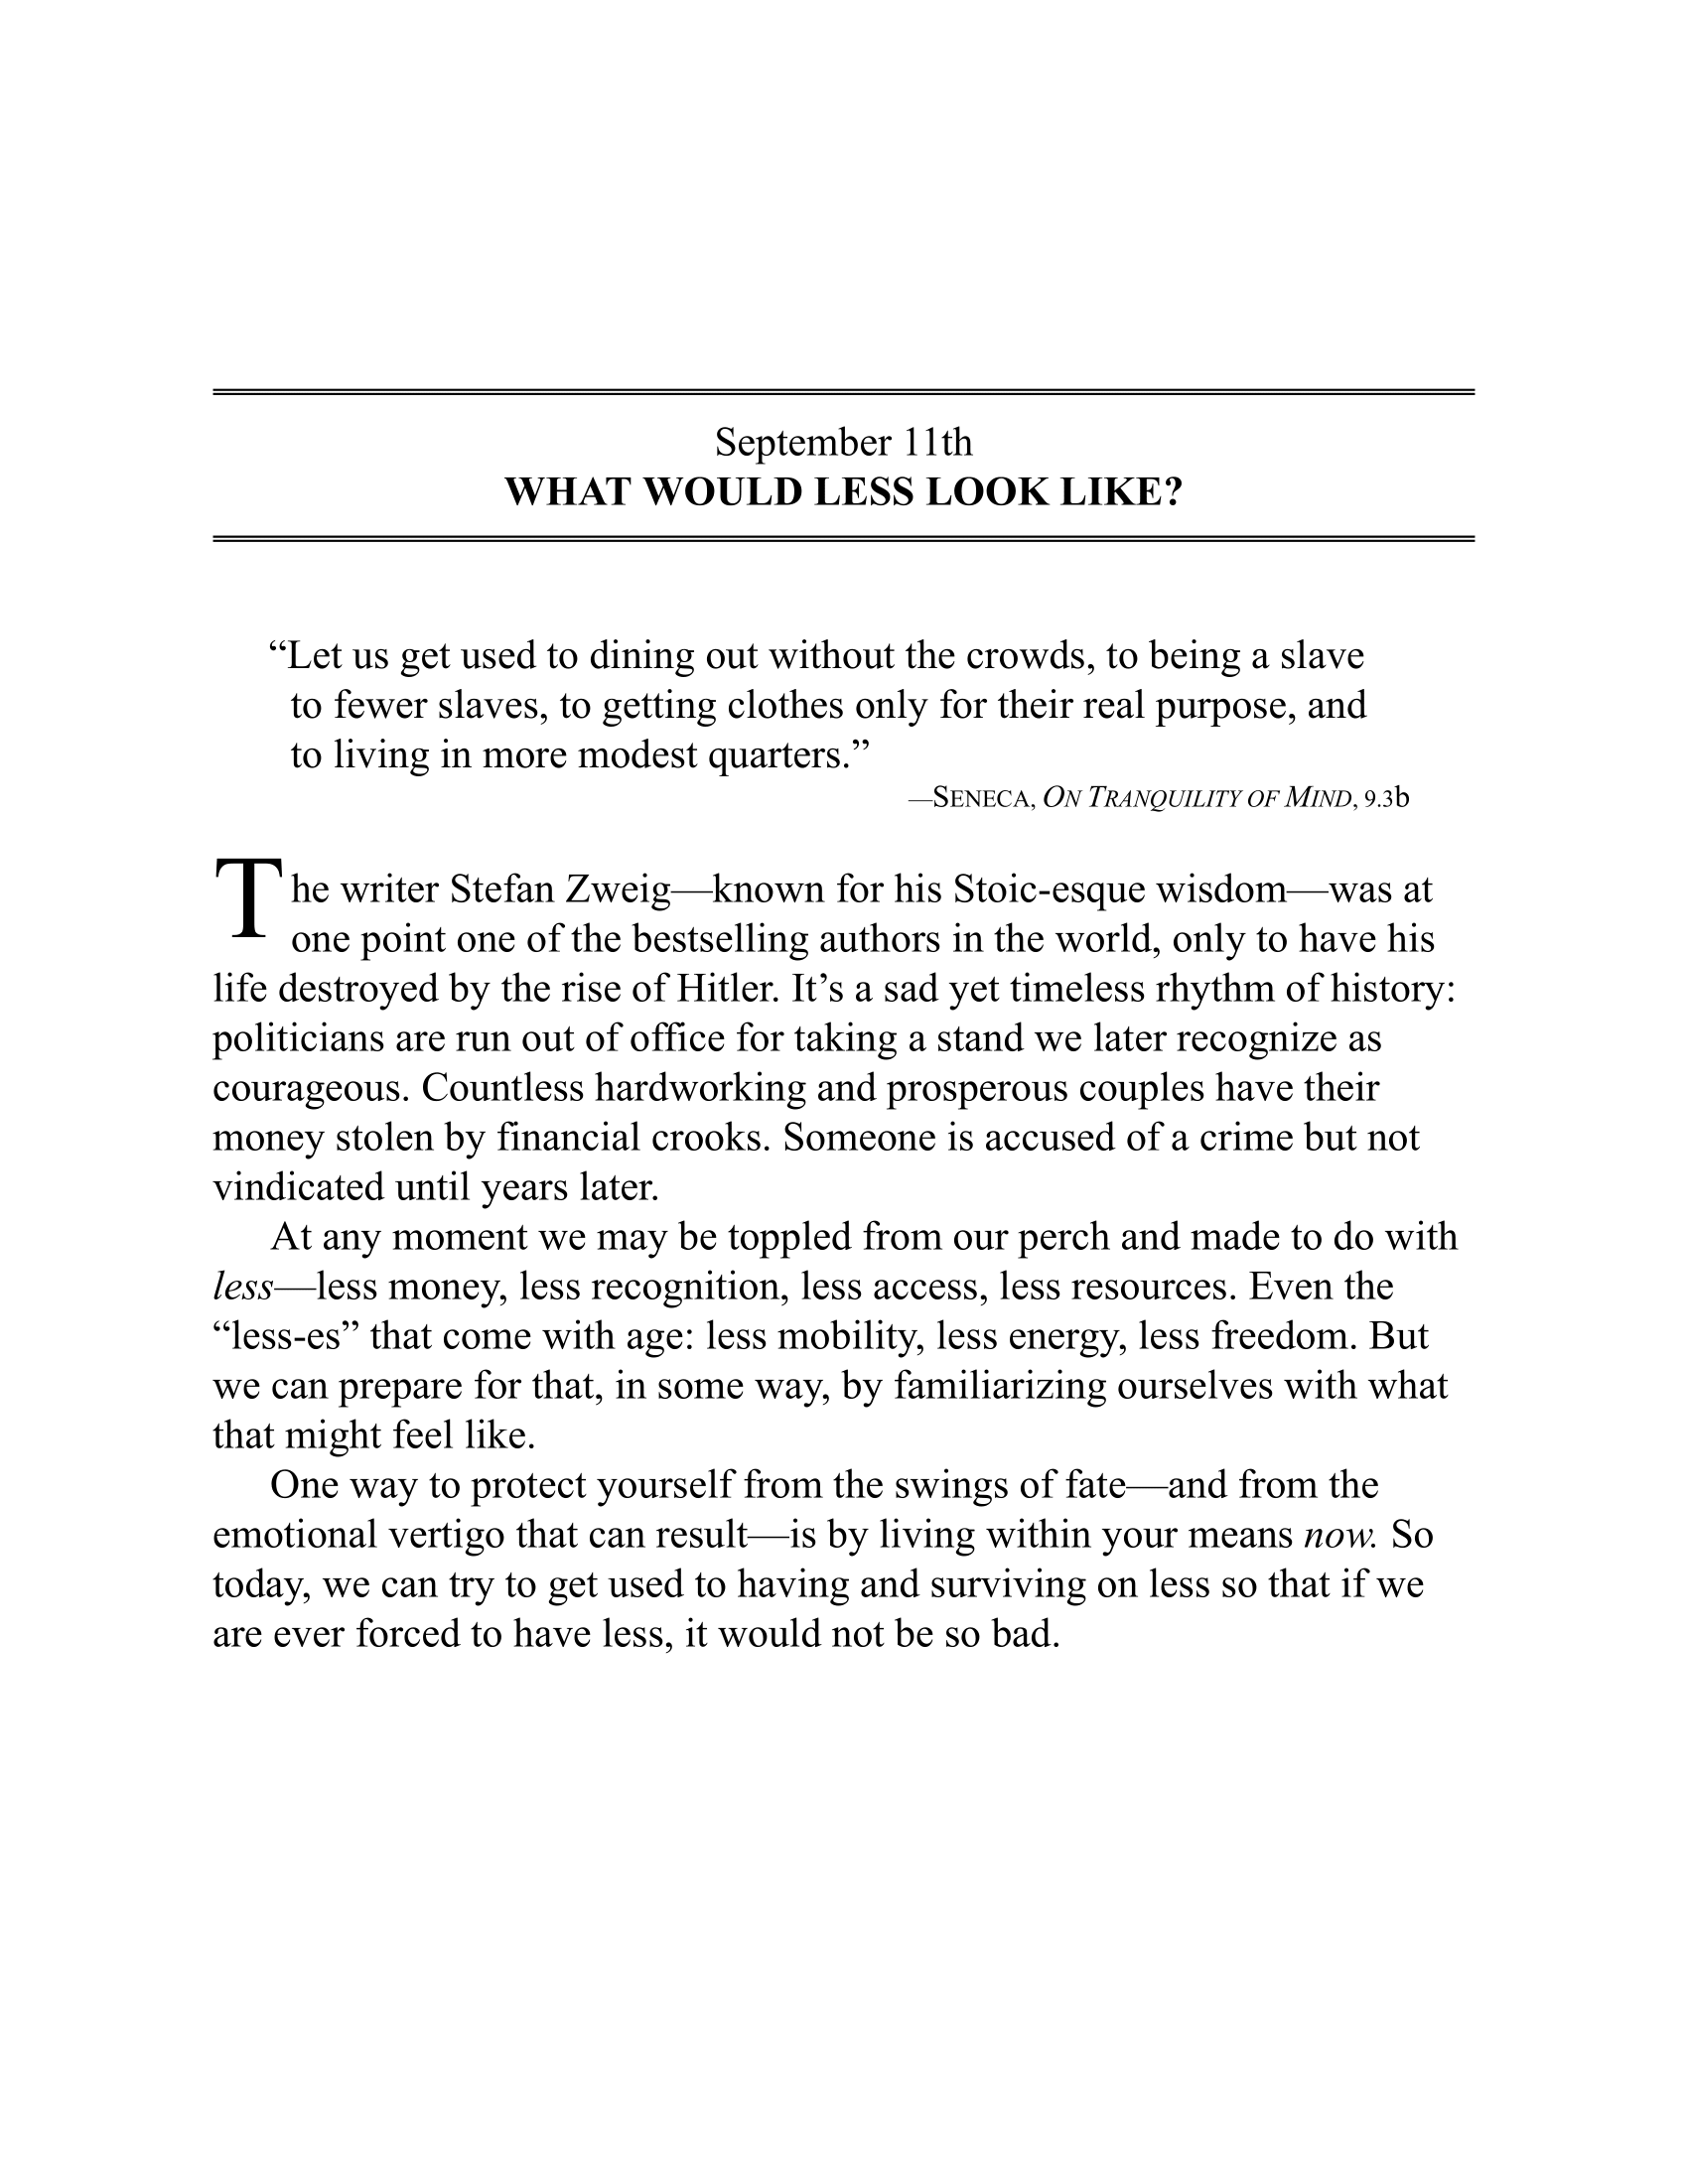 September 11th
WHAT WOULD LESS LOOK LIKE?
“Let us get used to dining out without the crowds, to being a slave
to fewer slaves, to getting clothes only for their real purpose, and
to living in more modest quarters.”
—SENECA, ON TRANQUILITY OF MIND, 9.3b
The writer Stefan Zweig—known for his Stoic-esque wisdom—was at
one point one of the bestselling authors in the world, only to have his
life destroyed by the rise of Hitler. It’s a sad yet timeless rhythm of history:
politicians are run out of office for taking a stand we later recognize as
courageous. Countless hardworking and prosperous couples have their
money stolen by financial crooks. Someone is accused of a crime but not
vindicated until years later.
At any moment we may be toppled from our perch and made to do with
less—less money, less recognition, less access, less resources. Even the
“less-es” that come with age: less mobility, less energy, less freedom. But
we can prepare for that, in some way, by familiarizing ourselves with what
that might feel like.
One way to protect yourself from the swings of fate—and from the
emotional vertigo that can result—is by living within your means now. So
today, we can try to get used to having and surviving on less so that if we
are ever forced to have less, it would not be so bad.